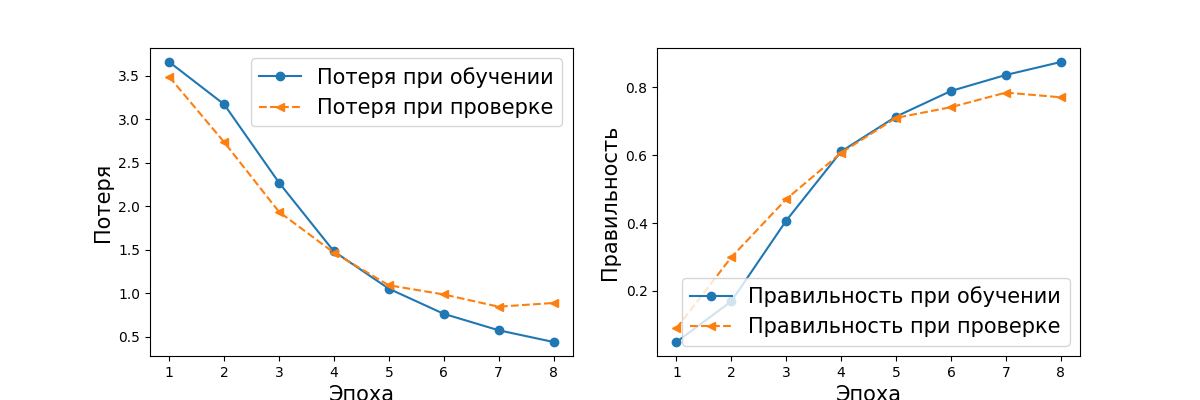 Потеря
3.5
3.0
2.5
2.0
1.5
1.0
0.5
Потеря при обучении
Потеря при проверке
1 2 3 4 5 6 7 8
Эпоха
Правильность
0.8
0.6
0.4
0.2
Правильность при обучении
Правильность при проверке
1 2 3 4 5 6 7 8
Эпоха